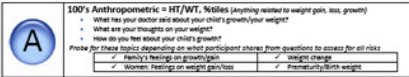 A
100's Anthropometric = HT/WT, %tiles (Anything related to weight gain, loss, growth)
• What has your doctor said about your child's growth/your weight?
• What are your thoughts on your weight?
• How do you feel about your child's growth?
Probe for these topics depending on what participant shares from questions to assess for all risks
✓ Family's feelings on growth/gain ✓ Weight change
✓ Women: Feelings on weight gain/loss ✓ Prematurity/Birth weight